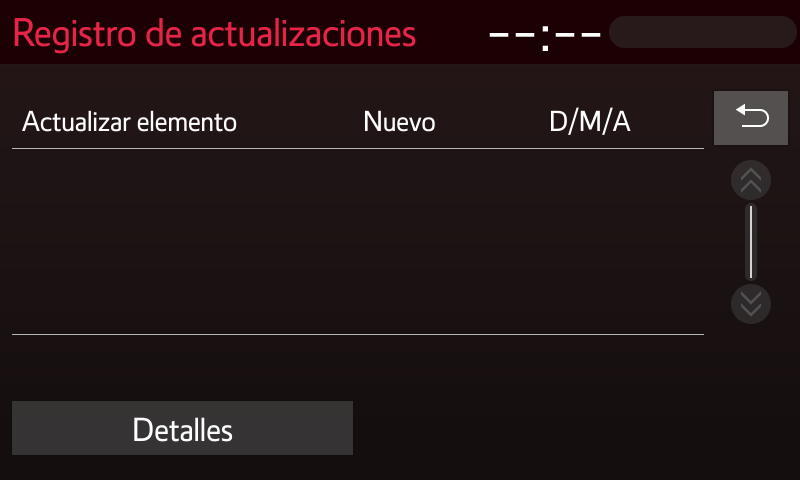 Registro de actualizaciones --:--
Actualizar elemento Nuevo D/M/A
Detalles